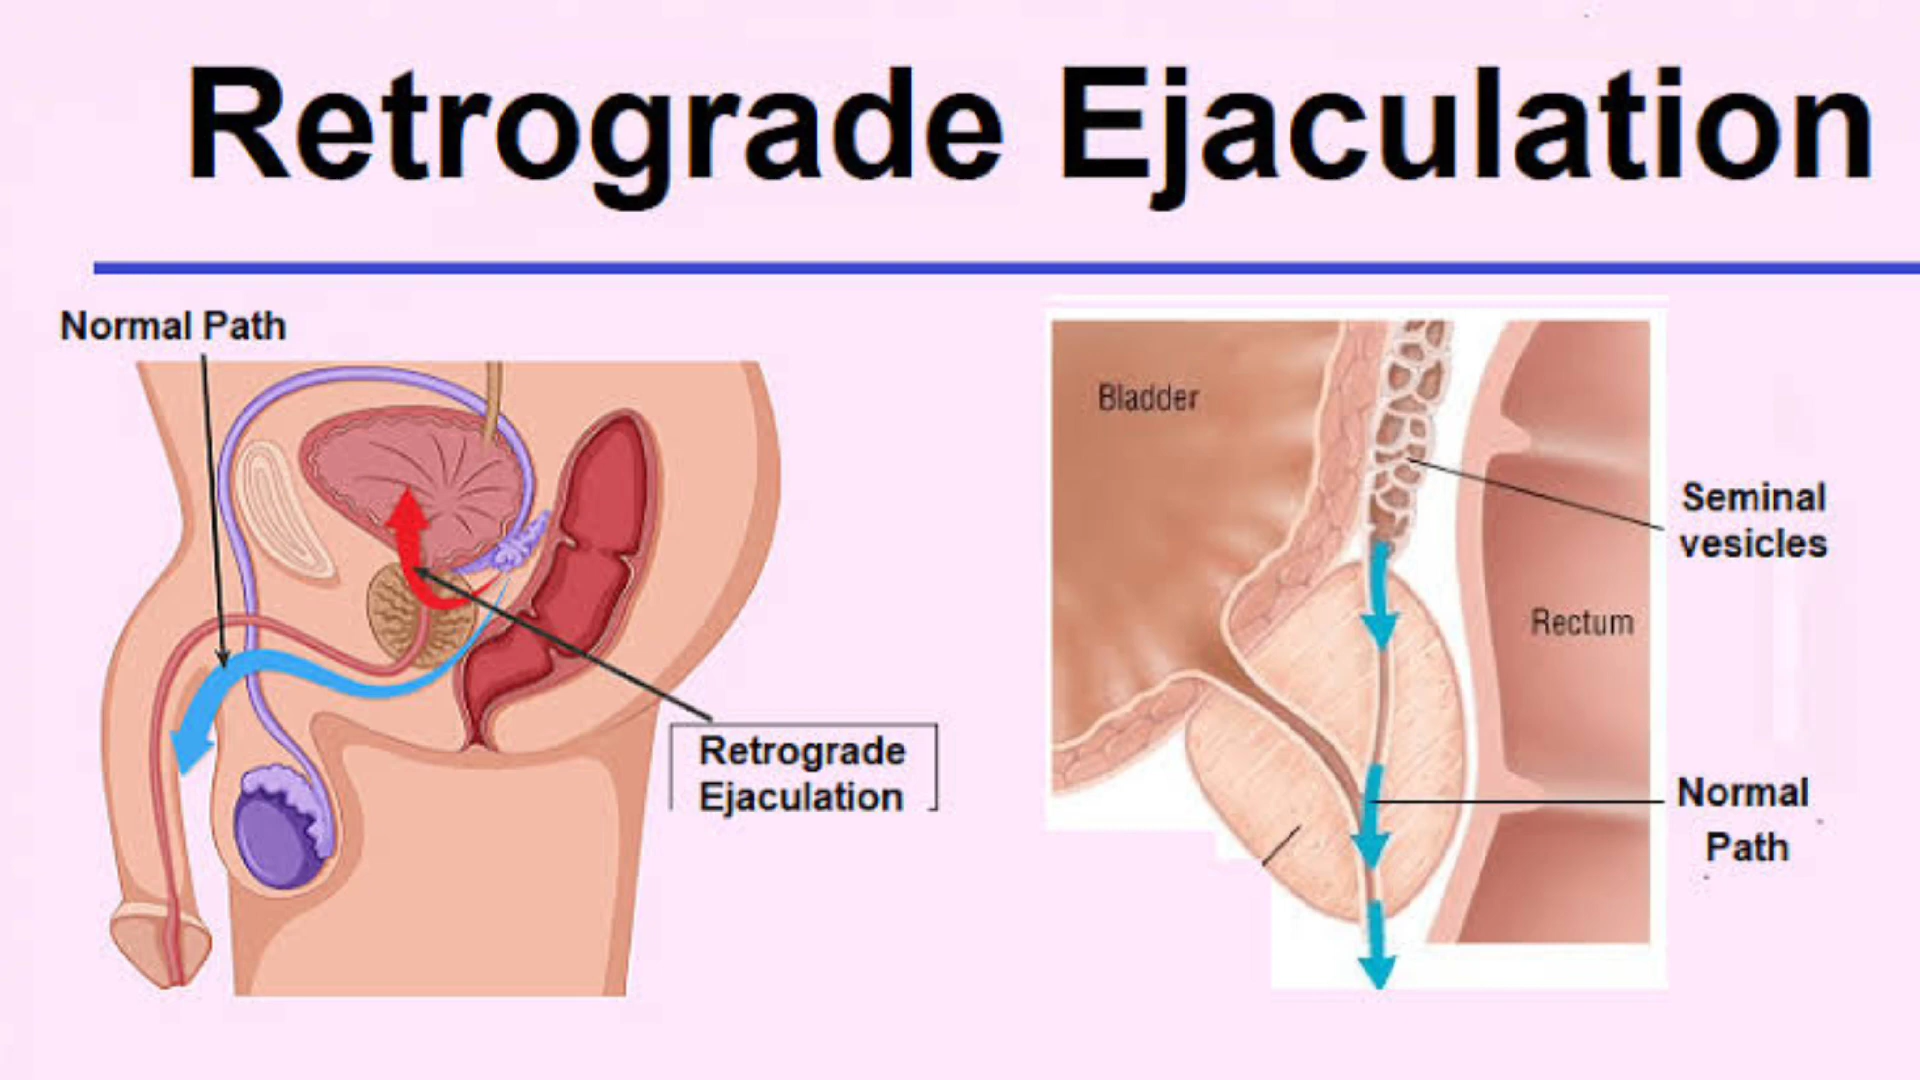 Retrograde Ejaculation
Normal Path
Retrograde
Ejaculation
Bladder
Seminal
vesicles
Rectum
Normal
Path